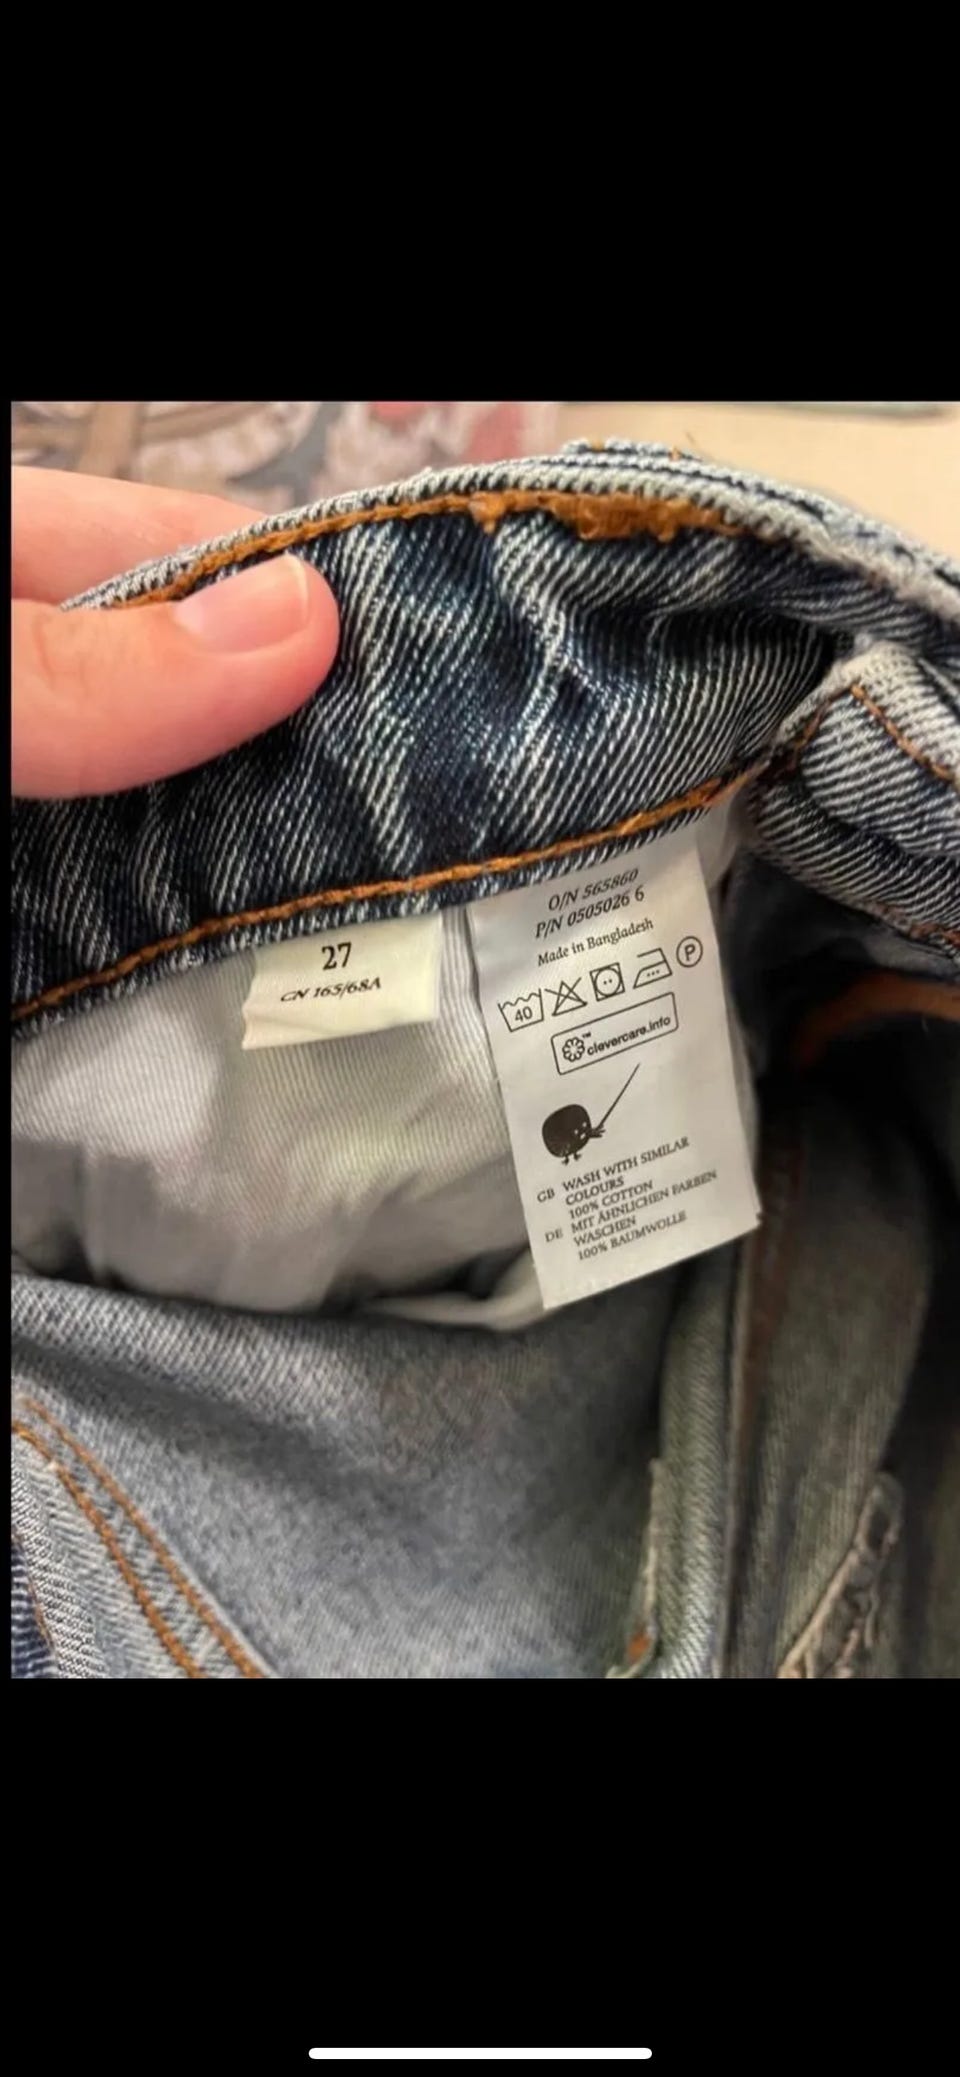 27
CN 165/68A
O/N 565860
P/N 0505026 6
Made in Bangladesh
40
P
™
clevercare.info
GB WASH WITH SIMILAR
COLOURS
100% COTTON
DE MIT ÄHNLICHEN FARBEN
WASCHEN
100% BAUMWOLLE